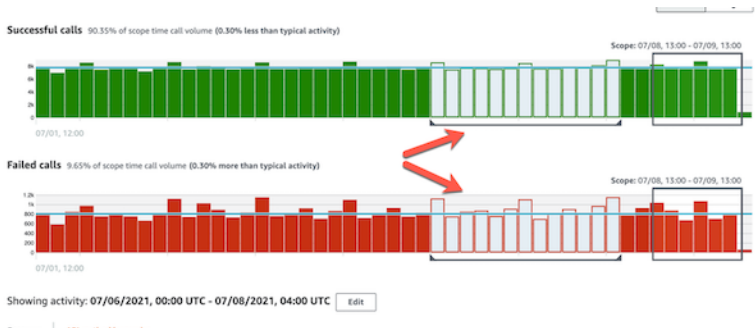 Successful calls 90.35% of scope time call volume (0.30% less than typical activity)
Scope: 07/08, 13:00 - 07/09, 13:00
8k
6k
4k
2k
0
07/01, 12:00
Failed calls 9.65% of scope time call volume (0.30% more than typical activity)
Scope: 07/08, 13:00 - 07/09, 13:00
1.2k
1k
800
600
400
200
0
07/01, 12:00
Showing activity: 07/06/2021, 00:00 UTC - 07/08/2021, 04:00 UTC Edit